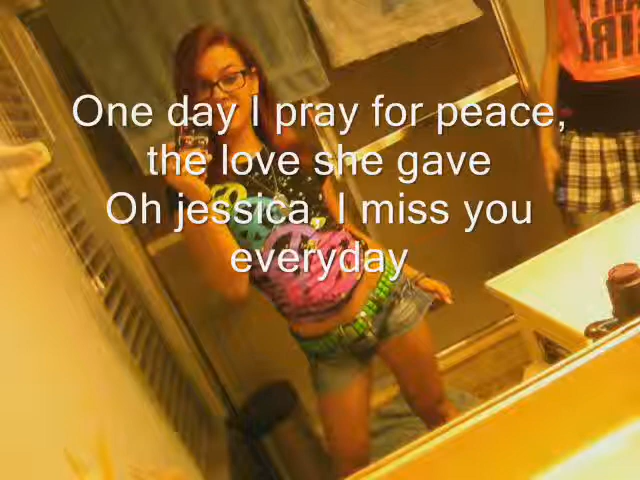 One day I pray for peace,
the love she gave
Oh jessica, I miss you
everyday